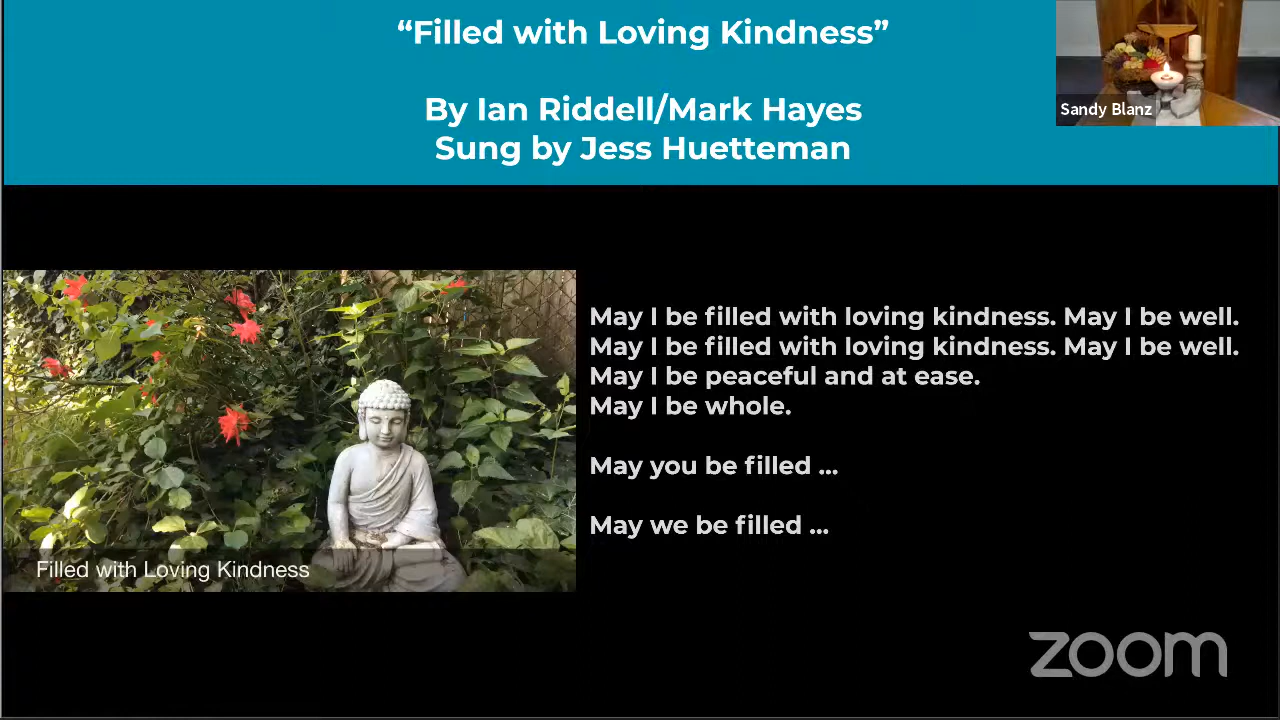 “Filled with Loving Kindness”
By Ian Riddell/Mark Hayes
Sung by Jess Huetteman
Sandy Blanz
May I be filled with loving kindness. May I be well.
May I be filled with loving kindness. May I be well.
May I be peaceful and at ease.
May I be whole.
May you be filled ...
May we be filled ...
Filled with Loving Kindness
zoom